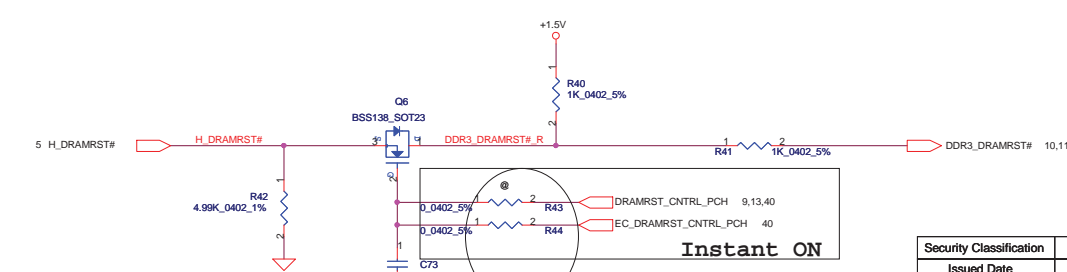 +1.5V
1
R40
1K_0402_5%
2
Q6
BSS138_SOT23
5 H_DRAMRST#
H_DRAMRST#
3
S
D
1
DDR3_DRAMRST#_R
1
2
R41
1K_0402_5%
DDR3_DRAMRST# 10,11
G
2
1
R42
4.99K_0402_1%
2
@
1
2
0_0402_5%
R43
DRAMRST_CNTRL_PCH 9,13,40
1
2
0_0402_5%
R44
EC_DRAMRST_CNTRL_PCH 40
Instant ON
1
C73
Security Classification
Issued Date